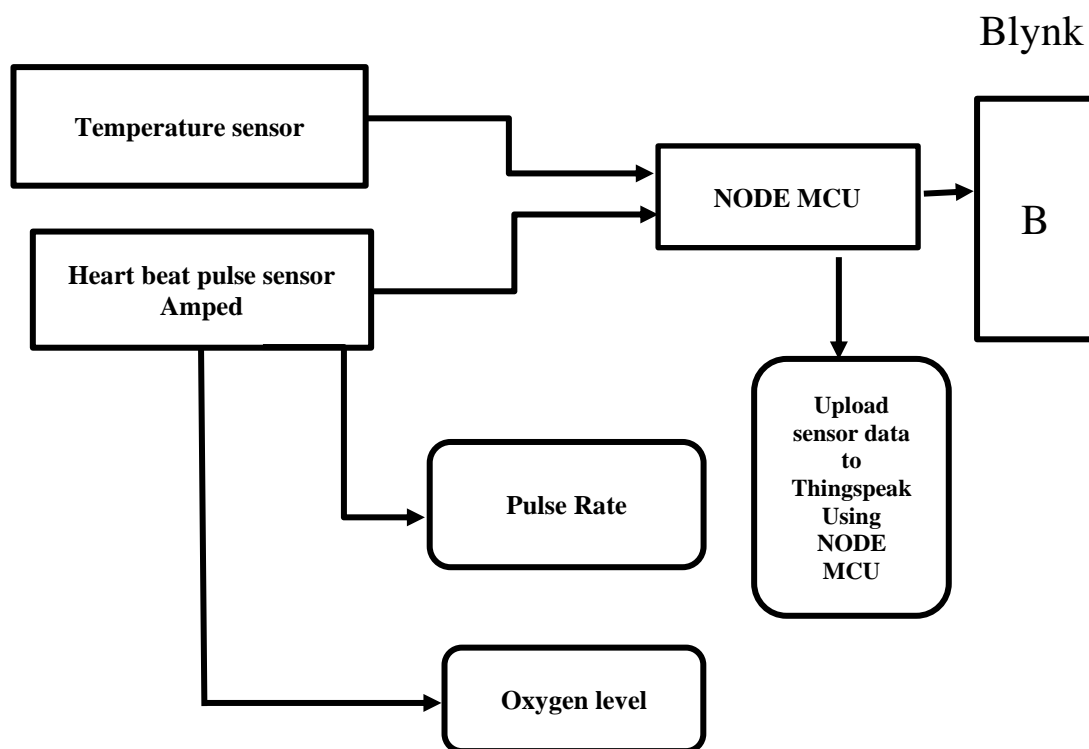 Blynk
Temperature sensor
NODE MCU
B
Heart beat pulse sensor
Amped
Upload
sensor data
to
Thingspeak
Using
NODE
MCU
Pulse Rate
Oxygen level